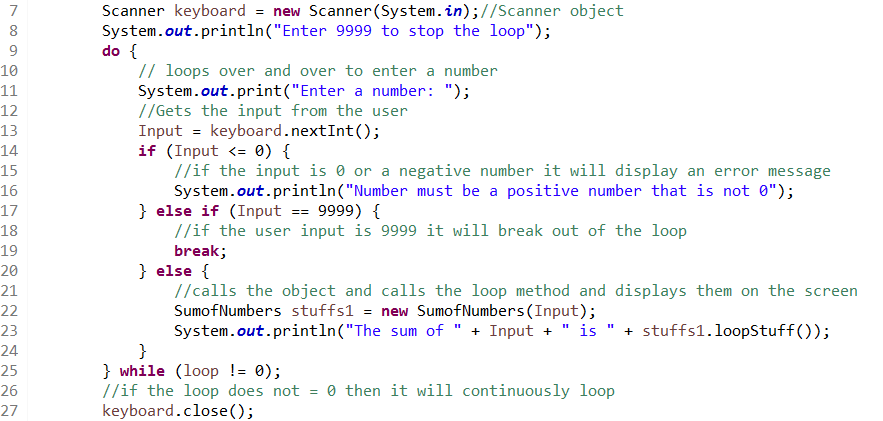 7 Scanner keyboard = new Scanner(System.in);//Scanner object
8 System.out.println("Enter 9999 to stop the loop");
9 do {
10 // loops over and over to enter a number
11 System.out.print("Enter a number: ");
12 //Gets the input from the user
13 Input = keyboard.nextInt();
14 if (Input <= 0) {
15 //if the input is 0 or a negative number it will display an error message
16 System.out.println("Number must be a positive number that is not 0");
17 } else if (Input == 9999) {
18 //if the user input is 9999 it will break out of the loop
19 break;
20 } else {
21 //calls the object and calls the loop method and displays them on the screen
22 SumofNumbers stuffs1 = new SumofNumbers(Input);
23 System.out.println("The sum of " + Input + " is " + stuffs1.loopStuff());
24 }
25 } while (loop != 0);
26 //if the loop does not = 0 then it will continuously loop
27 keyboard.close();